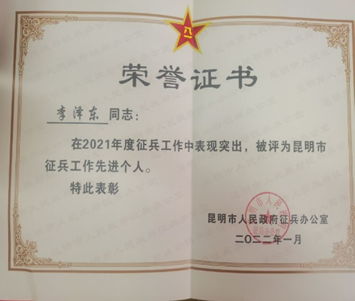 荣誉证书
李泽东同志：
在2021年度征兵工作中表现突出，被评为昆明市
征兵工作先进个人。
特此表彰
昆明市人民政府征兵办公室
二〇二二年一月